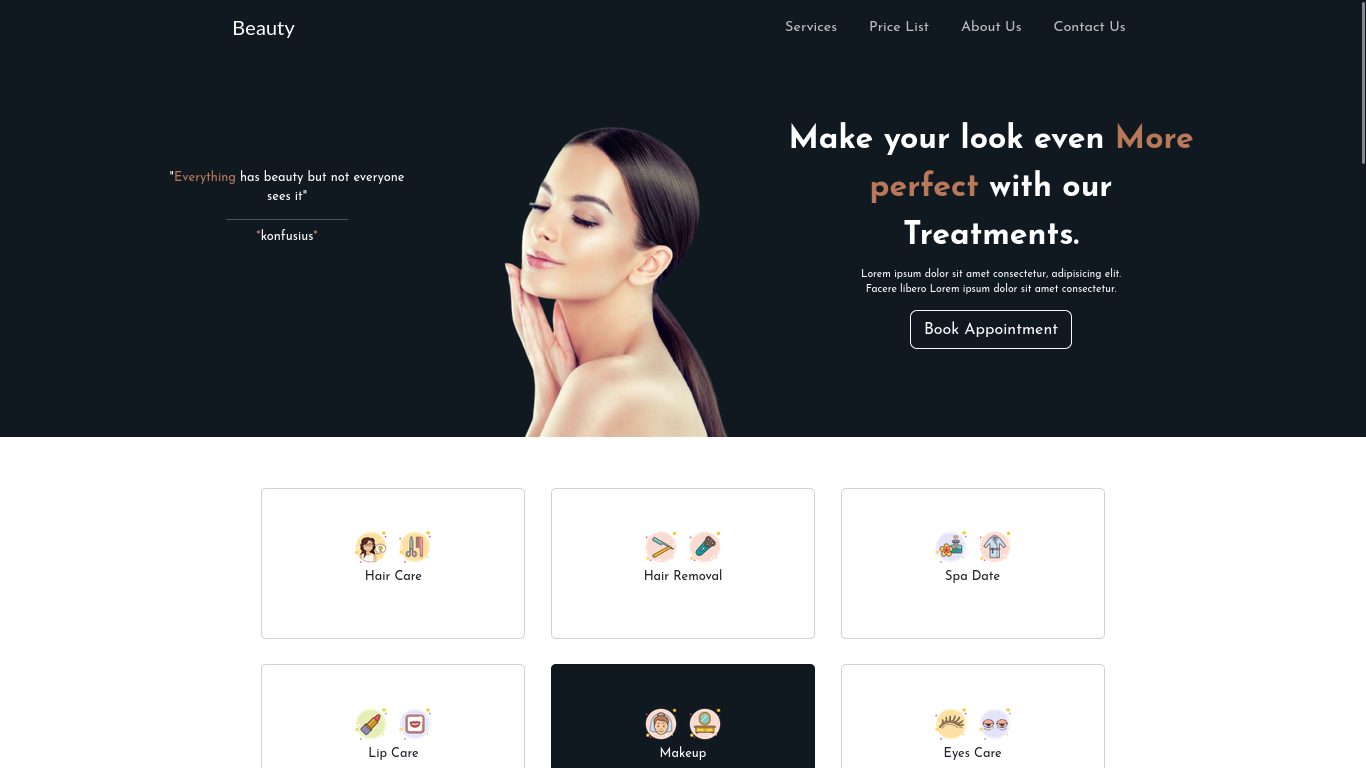 Beauty
Services
Price List
About Us
Contact Us
"Everything has beauty but not everyone
sees it"
*konfusius*
Make your look even More
perfect with our
Treatments.
Lorem ipsum dolor sit amet consectetur, adipisicing elit.
Facere libero Lorem ipsum dolor sit amet consectetur.
Book Appointment
Hair Care
Hair Removal
Spa Date
Lip Care
Makeup
Eyes Care